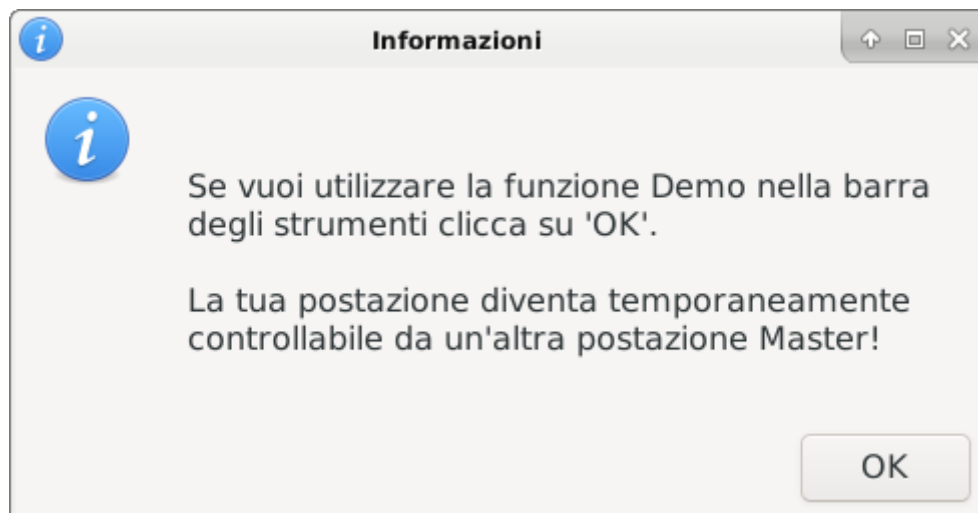 Informazioni
Se vuoi utilizzare la funzione Demo nella barra
degli strumenti clicca su 'OK'.
La tua postazione diventa temporaneamente
controllabile da un'altra postazione Master!
OK